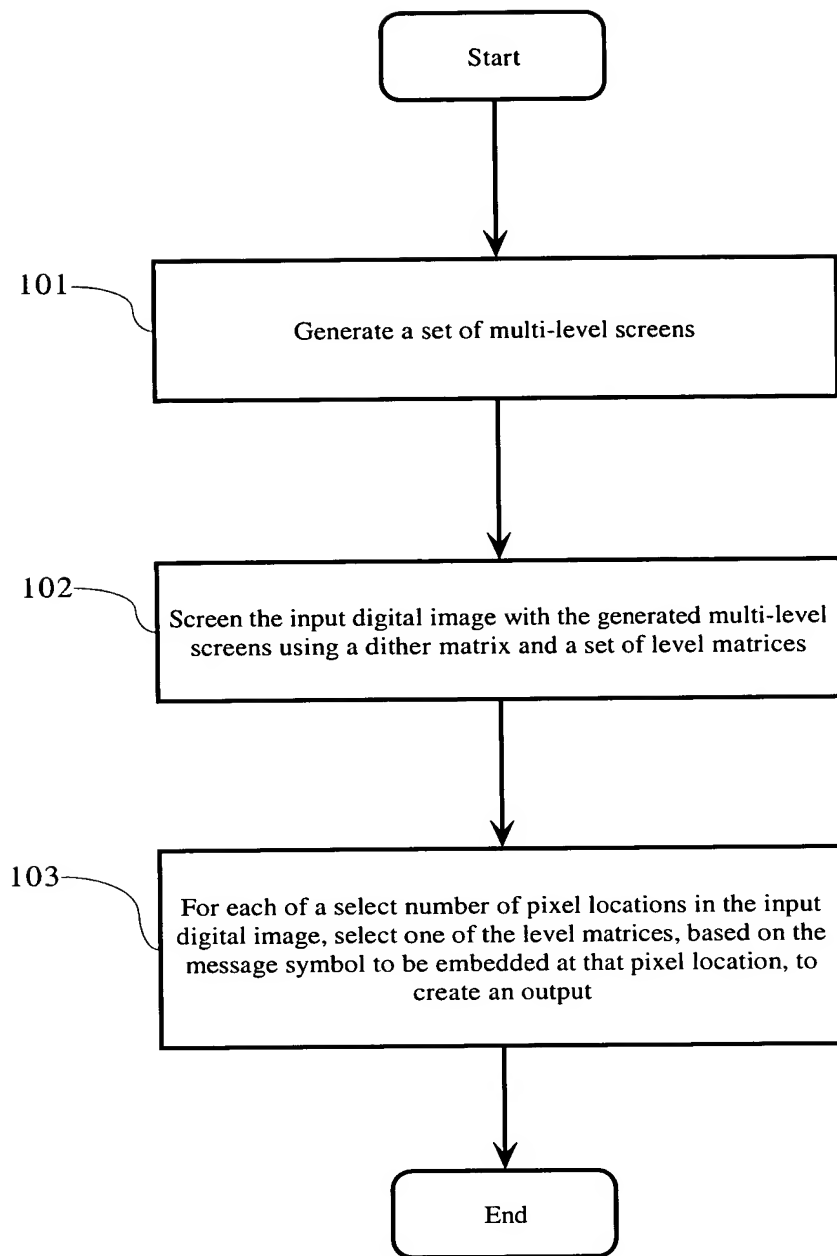 Start
101
Generate a set of multi-level screens
102
Screen the input digital image with the generated multi-level
screens using a dither matrix and a set of level matrices
103
For each of a select number of pixel locations in the input
digital image, select one of the level matrices, based on the
message symbol to be embedded at that pixel location, to
create an output
End